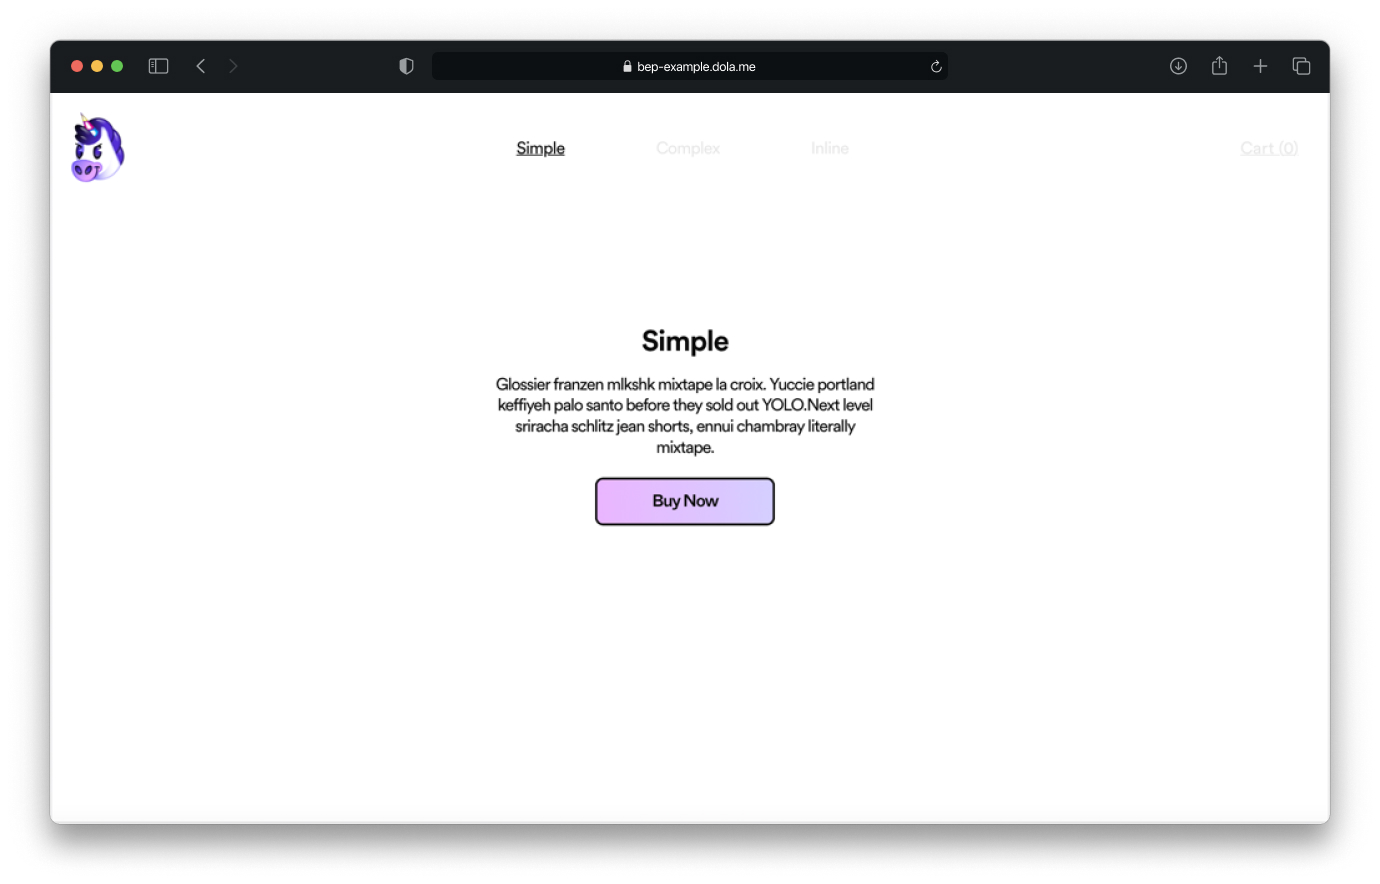 bep-example.dola.me
Simple
Complex
Inline
Cart (0)
Simple
Glossier franzen mlkshk mixtape la croix. Yuccie portland
keffiyeh palo santo before they sold out YOLO.Next level
sriracha schlitz jean shorts, ennui chambray literally
mixtape.
Buy Now